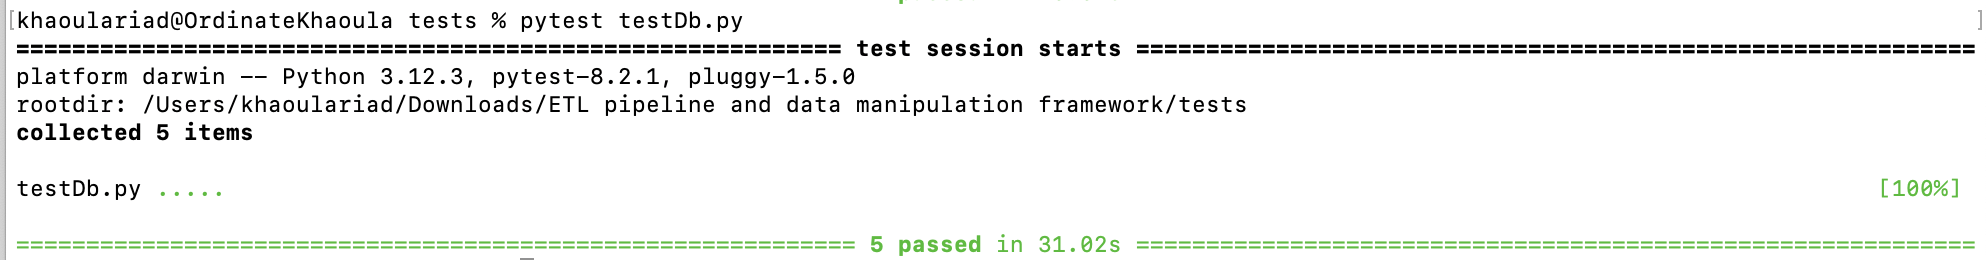 [khaoulariad@OrdinateKhaoula tests % pytest testDb.py ]
=========================================================== test session starts ============================================================
platform darwin -- Python 3.12.3, pytest-8.2.1, pluggy-1.5.0
rootdir: /Users/khaoulariad/Downloads/ETL pipeline and data manipulation framework/tests
collected 5 items
testDb.py ..... [100%]
============================================================ 5 passed in 31.02s ============================================================